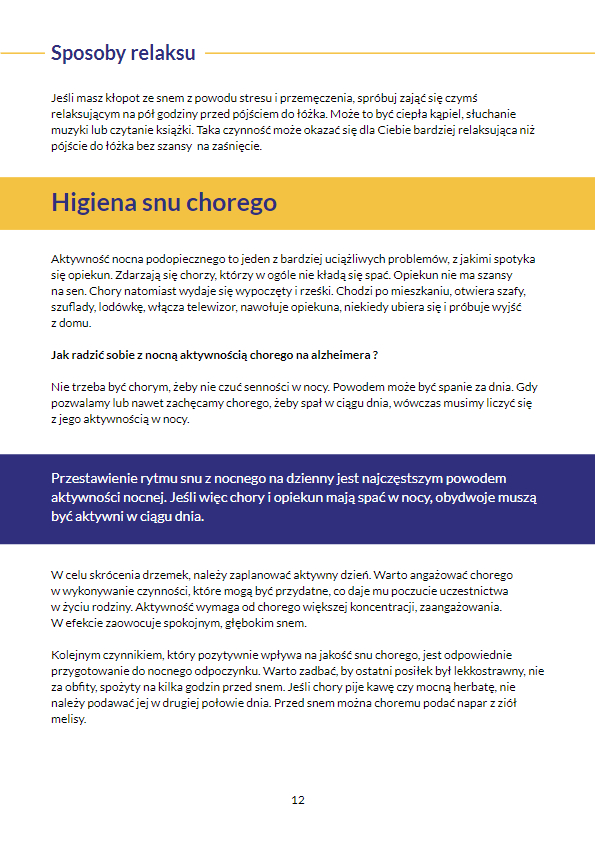 Sposoby relaksu
Jeśli masz kłopot ze snem z powodu stresu i przemęczenia, spróbuj zająć się czymś
relaksującym na pół godziny przed pójściem do łóżka. Może to być ciepła kąpiel, słuchanie
muzyki lub czytanie książki. Taka czynność może okazać się dla Ciebie bardziej relaksująca niż
pójście do łóżka bez szansy na zaśnięcie.
Higiena snu chorego
Aktywność nocna podopiecznego to jeden z bardziej uciążliwych problemów, z jakimi spotyka
się opiekun. Zdarzają się chorzy, którzy w ogóle nie kładą się spać. Opiekun nie ma szansy
na sen. Chory natomiast wydaje się wypoczęty i rześki. Chodzi po mieszkaniu, otwiera szafy,
szuflady, lodówkę, włącza telewizor, nawołuje opiekuna, niekiedy ubiera się i próbuje wyjść
z domu.
Jak radzić sobie z nocną aktywnością chorego na alzheimera ?
Nie trzeba być chorym, żeby nie czuć senności w nocy. Powodem może być spanie za dnia. Gdy
pozwalamy lub nawet zachęcamy chorego, żeby spał w ciągu dnia, wówczas musimy liczyć się
z jego aktywnością w nocy.
Przestawienie rytmu snu z nocnego na dzienny jest najczęstszym powodem
aktywności nocnej. Jeśli więc chory i opiekun mają spać w nocy, obydwoje muszą
być aktywni w ciągu dnia.
W celu skrócenia drzemek, należy zaplanować aktywny dzień. Warto angażować chorego
w wykonywanie czynności, które mogą być przydatne, co daje mu poczucie uczestnictwa
w życiu rodziny. Aktywność wymaga od chorego większej koncentracji, zaangażowania.
W efekcie zaowocuje spokojnym, głębokim snem.
Kolejnym czynnikiem, który pozytywnie wpływa na jakość snu chorego, jest odpowiednie
przygotowanie do nocnego odpoczynku. Warto zadbać, by ostatni posiłek był lekkostrawny, nie
za obfity, spożyty na kilka godzin przed snem. Jeśli chory pije kawę czy mocną herbatę, nie
należy podawać jej w drugiej połowie dnia. Przed snem można choremu podać napar z ziół
melisy.
12